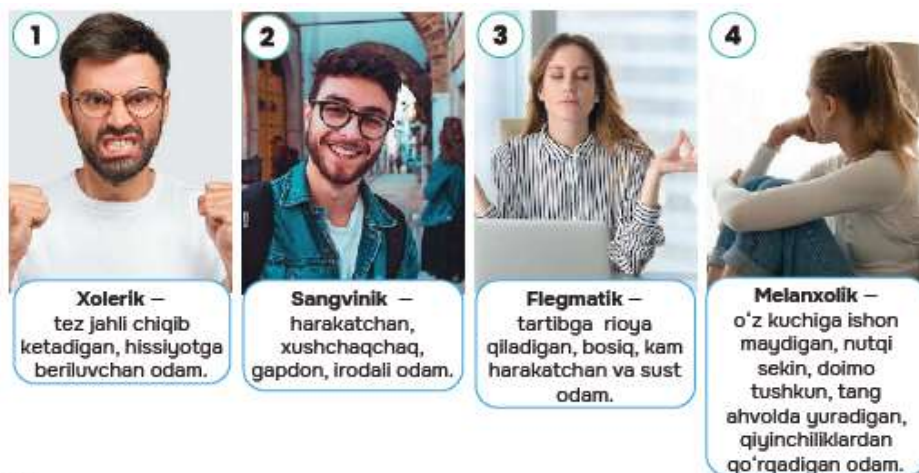 1
Xolerik –
tez jahli chiqib
ketadigan, hissiyotga
beriluvchan odam.
2
Sangvinik –
harakatchan,
xushchaqchaq,
gapdon, irodali odam.
3
Flegmatik –
tartibga rioya
qiladigan, bosiq, kam
harakatchan va sust
odam.
4
Melanxolik –
o‘z kuchiga ishon
maydigan, nutqi
sekin, doimo
tushkun, tang
ahvolda yuradigan,
qiyinchiliklardan
qo‘rqadigan odam.